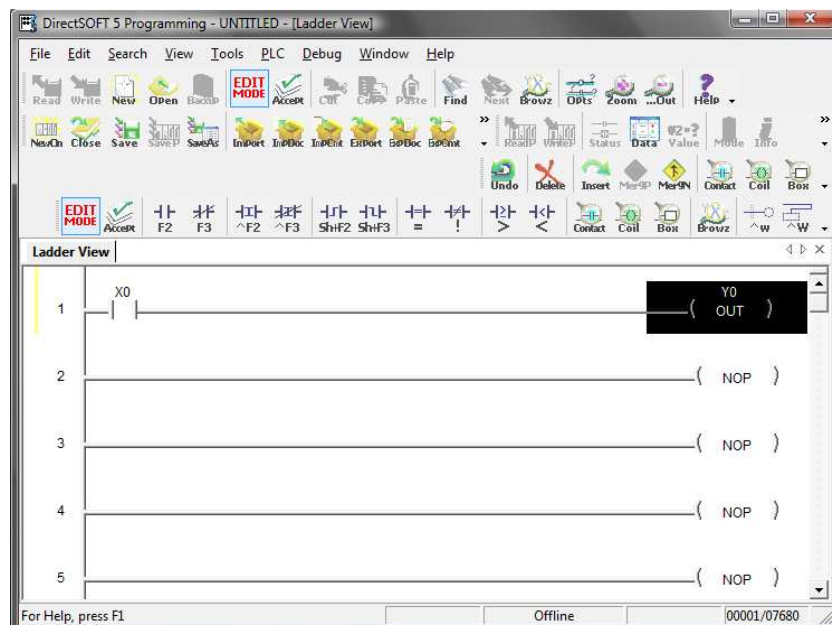 DirectSOFT 5 Programming - UNTITLED - [Ladder View]
File Edit Search View Tools PLC Debug Window Help
EDIT MODE
Read Write New Open Backup Accept Cut Copy Paste Find Next Browz Opts Zoom ...Out Help
NewOn Close Save SaveP SaveAs Import ImpDoc ImpCmt Export ExpDoc ExpCmt » ReadP WriteP Status Data Value Mode Info »
Undo Delete Insert Mer9P Mer9N Contact Coil Box
EDIT MODE
Accept F2 F3 ^F2 ^F3 Sh+F2 Sh+F3 = ! > < Contact Coil Box Browz ^w ^W
Ladder View
1 X0 Y0
OUT
2 NOP
3 NOP
4 NOP
5 NOP
For Help, press F1 Offline 00001/07680